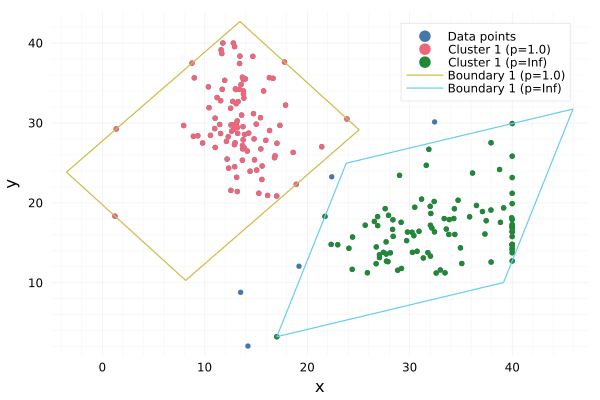 40
30
20
10
0
10
20
30
40
x
y
Data points
Cluster 1 (p=1.0)
Cluster 1 (p=Inf)
Boundary 1 (p=1.0)
Boundary 1 (p=Inf)